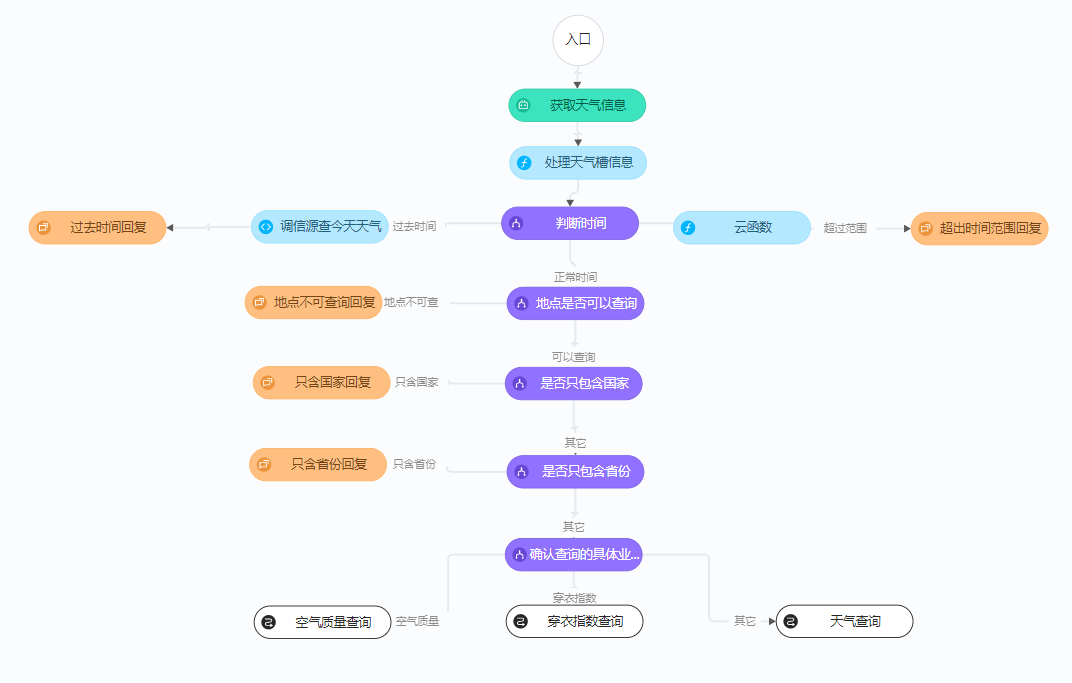 入口
获取天气信息
处理天气槽信息
过去时间回复
调信源查今天天气
过去时间
判断时间
云函数
超过范围
超出时间范围回复
正常时间
地点不可查询回复
地点不可查
地点是否可以查询
可以查询
只含国家回复
只含国家
是否只包含国家
其它
只含省份回复
只含省份
是否只包含省份
其它
确认查询的具体业...
穿衣指数
空气质量查询
空气质量
穿衣指数查询
其它
天气查询